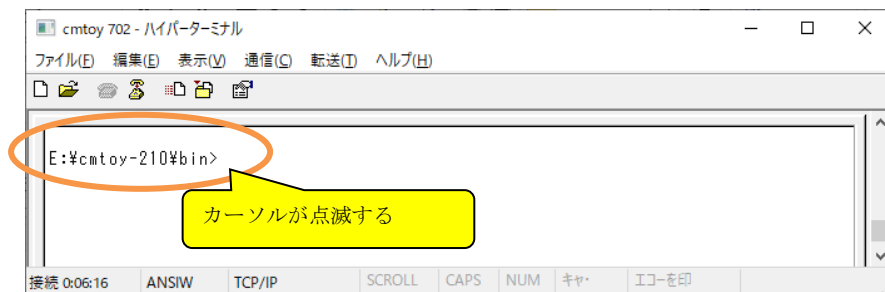 cmtoy 702 - ハイパーターミナル
ファイル(F) 編集(E) 表示(V) 通信(C) 転送(T) ヘルプ(H)
E:¥cmtoy-210¥bin>
カーソルが点滅する
接続 0:06:16 ANSIW TCP/IP SCROLL CAPS NUM キャ・ エコーを印